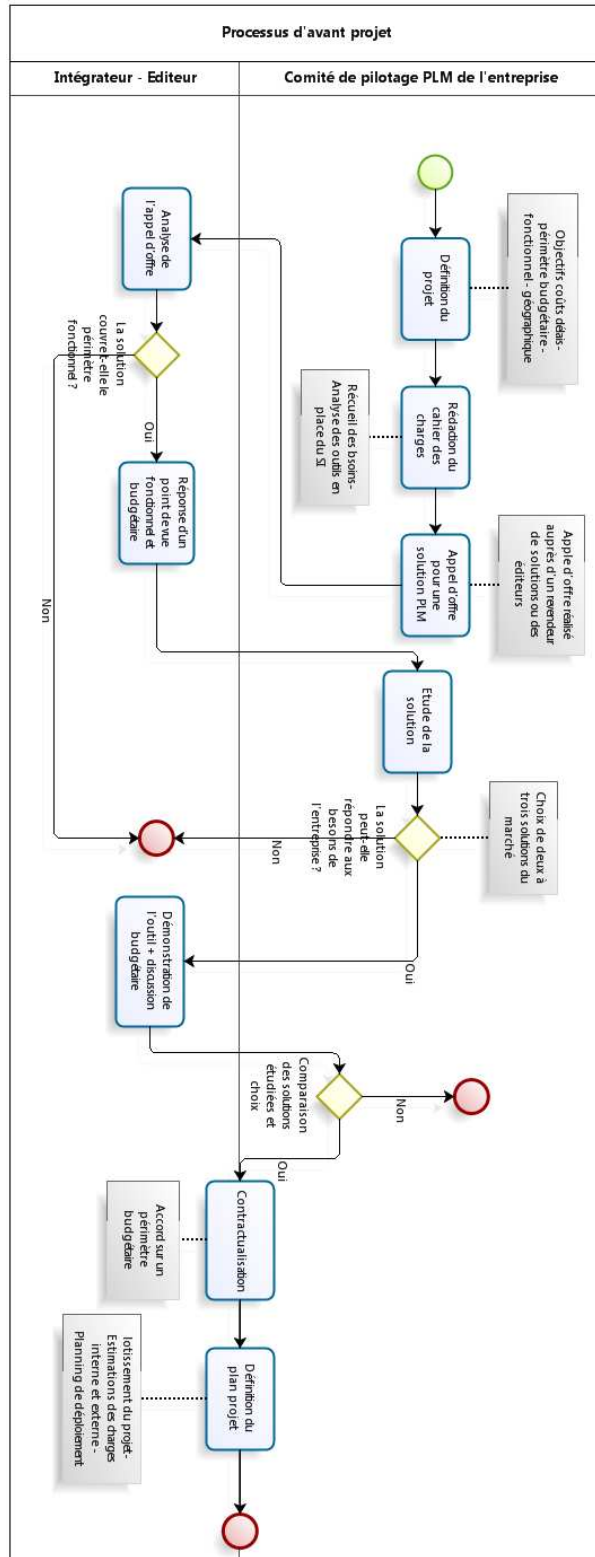 Processus d'avant projet
Intégrateur - Editeur
Comité de pilotage PLM de l'entreprise
Objectifs coûts délais-
périmètre budgétaire -
fonctionnel - géographique
Définition du
projet
Rédaction du
cahier des
charges
Récueil des bsoins-
Analyse des outils en
place du SI
Apple d'offre réalisé
auprès d'un revendeur
de solutions ou des
éditeurs
Appel d'offre
pour une
solution PLM
Analyse de
l'appel d'offre
La solution
couvre t-elle le
périmètre
fonctionnel ?
Oui
Non
Réponse d'un
point de vue
fonctionnel et
budgétaire
Etude de la
solution
Choix de deux à
trois solutions du
marché
La solution
peut-elle
répondre aux
besoins de
l'entreprise ?
Non
Oui
Démonstration de
l'outil + discussion
budgétaire
Comparaison
des solutions
étudiées et
choix
Non
Oui
Contractualisation
Accord sur un
périmètre
budgétaire
Définition du
plan projet
lotissement du projet-
Estimations des charges
interne et externe -
Planning de déploiement